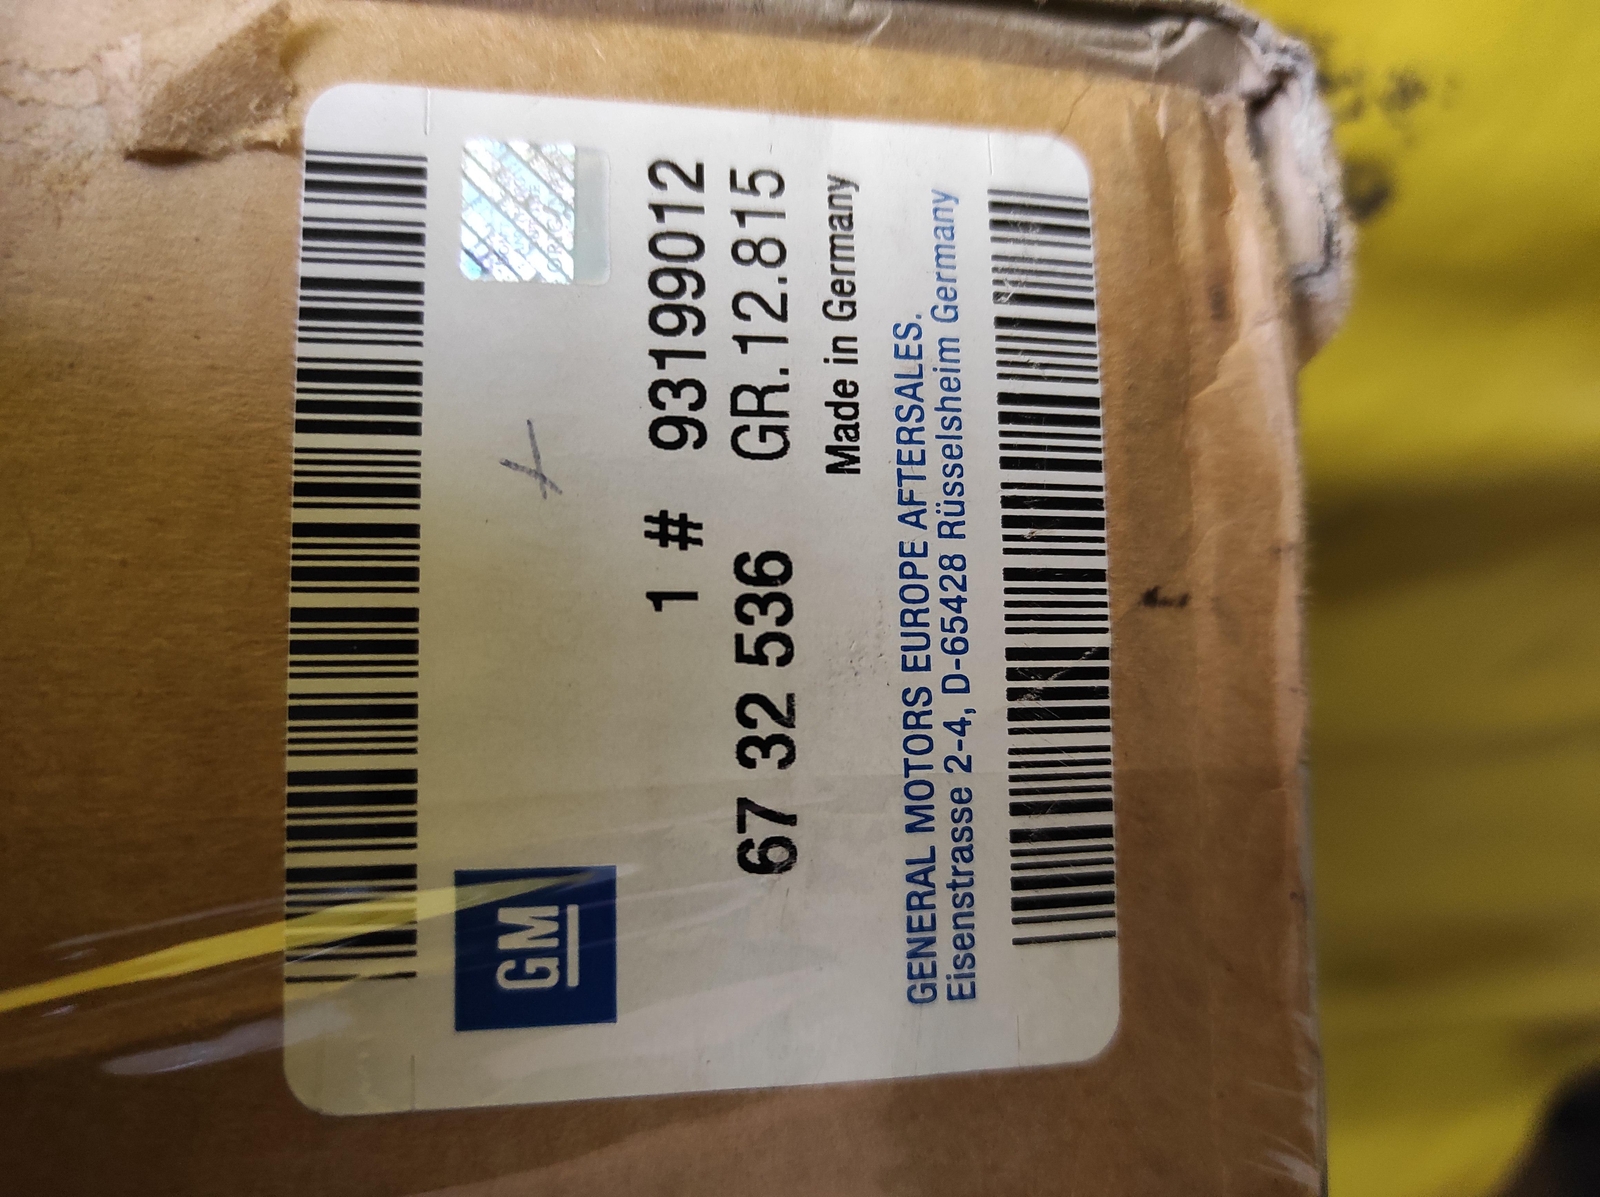 GM
1 # 93199012
67 32 536 GR.12.815
Made in Germany
GENERAL MOTORS EUROPE AFTERSALES.
Eisenstrasse 2-4, D-65428 Rüsselsheim Germany